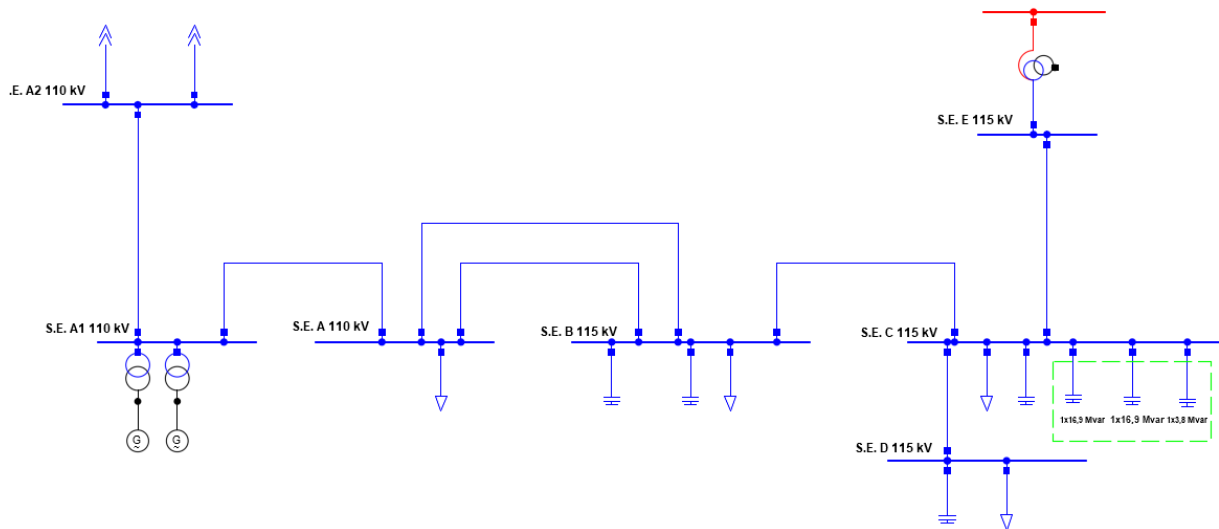 .E. A2 110 kV
S.E. E 115 kV
S.E. A1 110 kV
S.E. A 110 kV
S.E. B 115 kV
S.E. C 115 kV
1x16,9 Mvar 1x16,9 Mvar 1x3,8 Mvar
G
G
S.E. D 115 kV